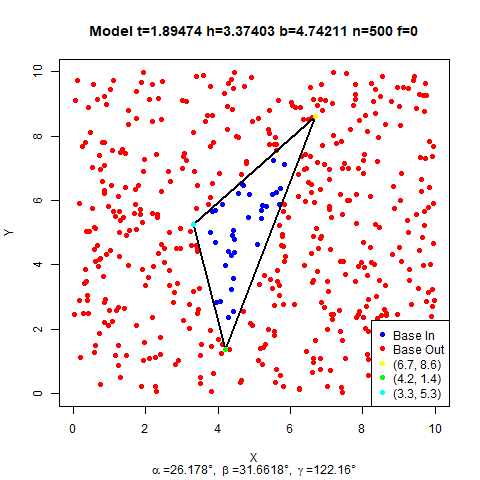 Model t=1.89474 h=3.37403 b=4.74211 n=500 f=0
10
8
6
4
2
0
Y
Base In
Base Out
(6.7, 8.6)
(4.2, 1.4)
(3.3, 5.3)
0 2 4 6 8 10
X
α=26.178°, β=31.6618°, γ=122.16°